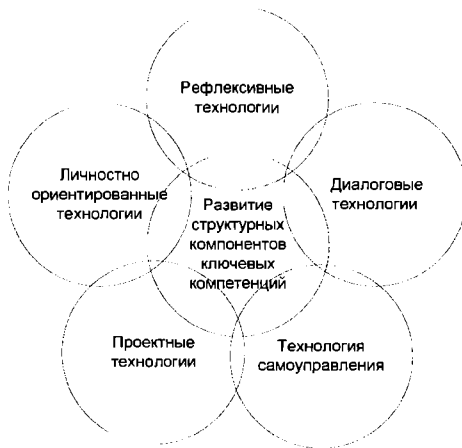 Рефлексивные
технологии
Личностно
ориентированные
технологии
Диалоговые
технологии
Развитие
структурных
компонентов
ключевых
компетенций
Проектные
технологии
Технология
самоуправления